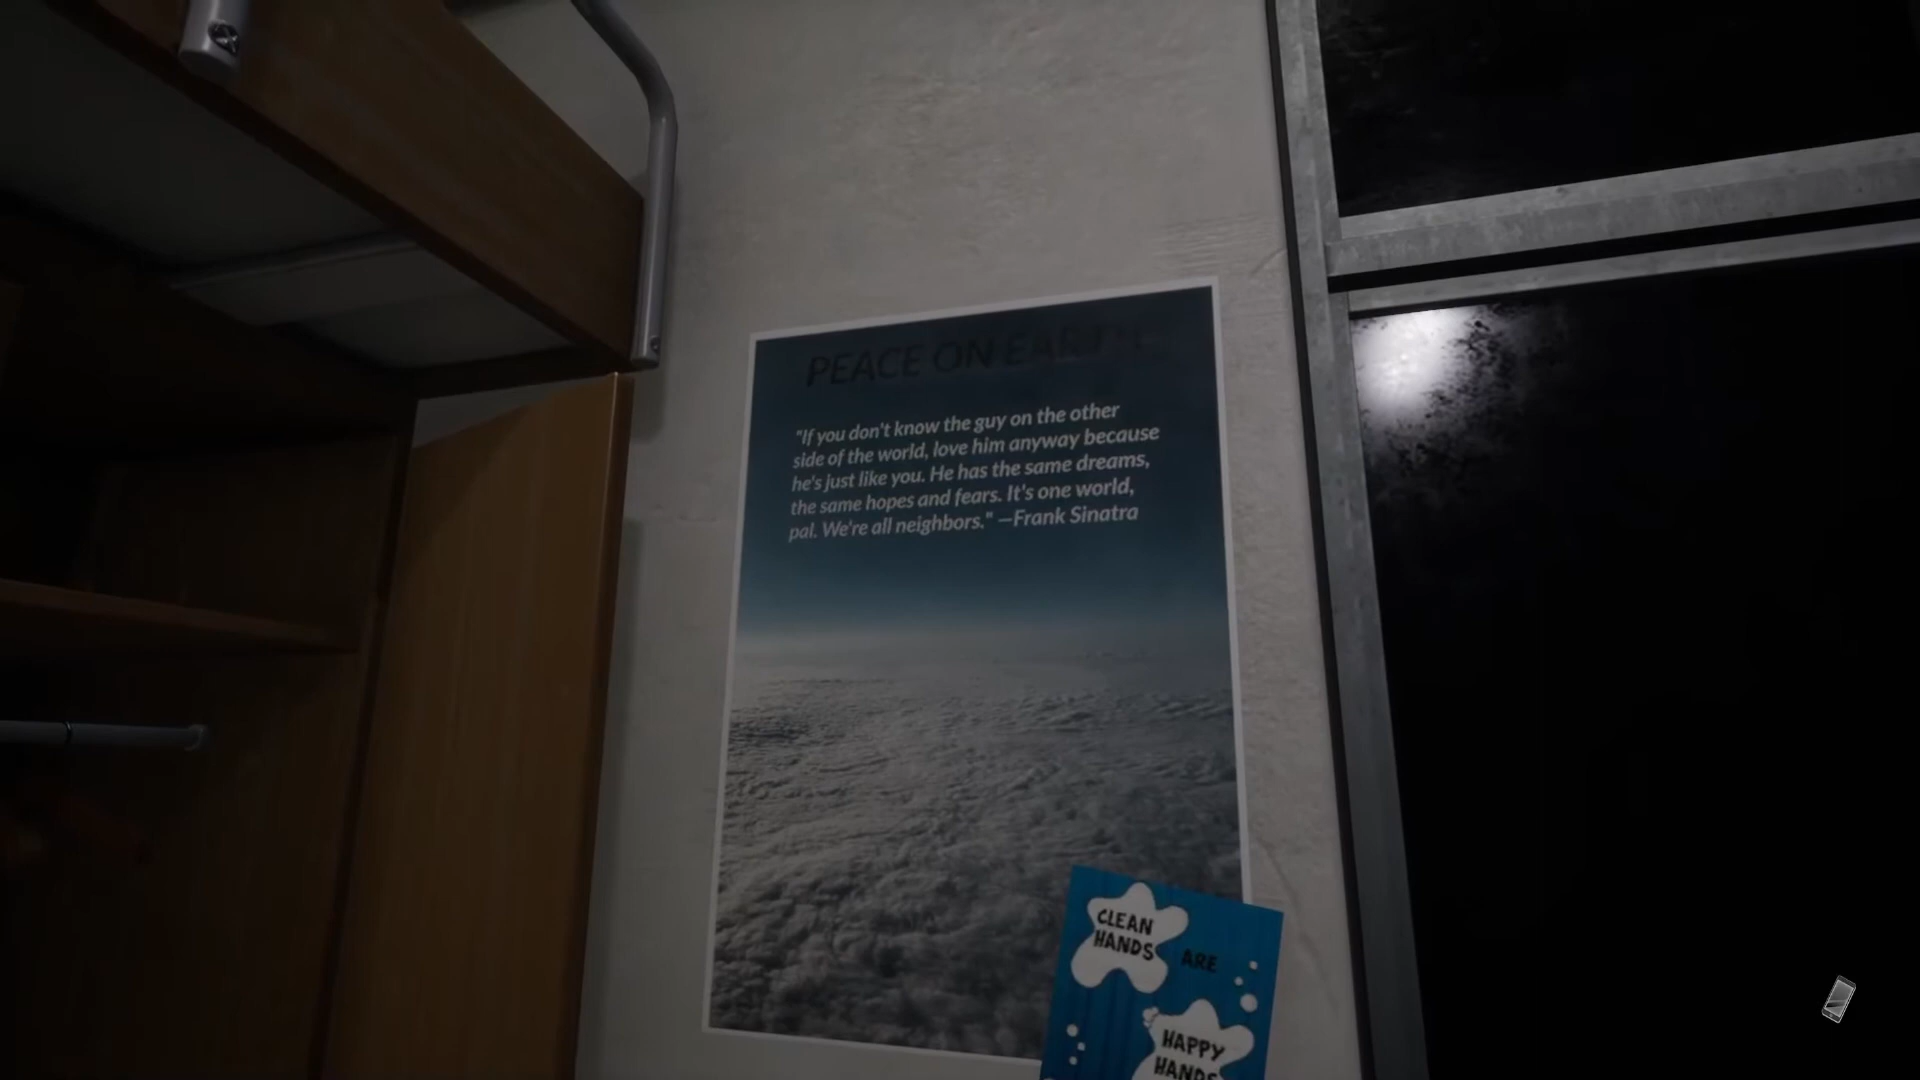 PEACE ON EARTH
"If you don't know the guy on the other
side of the world, love him anyway because
he's just like you. He has the same dreams,
the same hopes and fears. It's one world,
pal. We're all neighbors." —Frank Sinatra
CLEAN
HANDS
ARE
HAPPY
HANDS